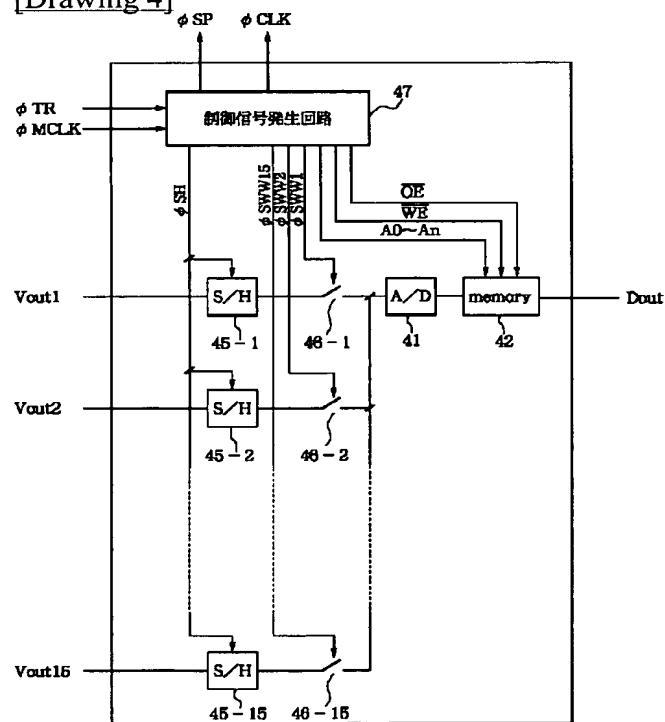 [Drawing 4]
φSP φCLK
φTR
φMCLK
制御信号発生回路
47
φSH
φSWW15
φSWW2
φSWW1
OE
WE
A0~An
Vout1
S/H
A/D
memory
Dout
45-1
46-1
41
42
Vout2
S/H
45-2
46-2
Vout15
S/H
45-15
46-15